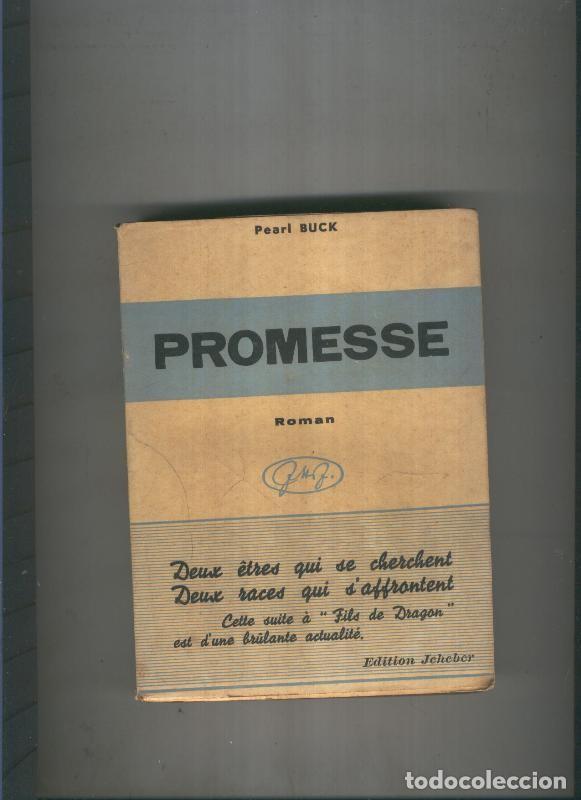 Pearl BUCK
PROMESSE
Roman
J H J.
Deux êtres qui se cherchent
Deux races qui s'affrontent
Cette suite à "Fils de Dragon"
est d'une brûlante actualité.
Edition Jeheber
todocoleccion